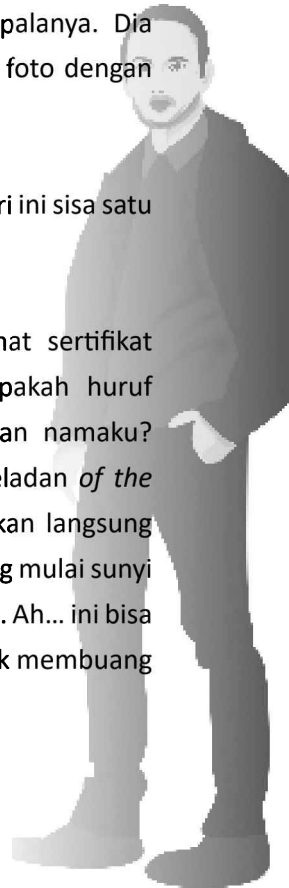 palanya. Dia
foto dengan
ri ini sisa satu
nat sertifikat
pakah huruf
an namaku?
eladan of the
kan langsung
g mulai sunyi
. Ah... ini bisa
k membuang